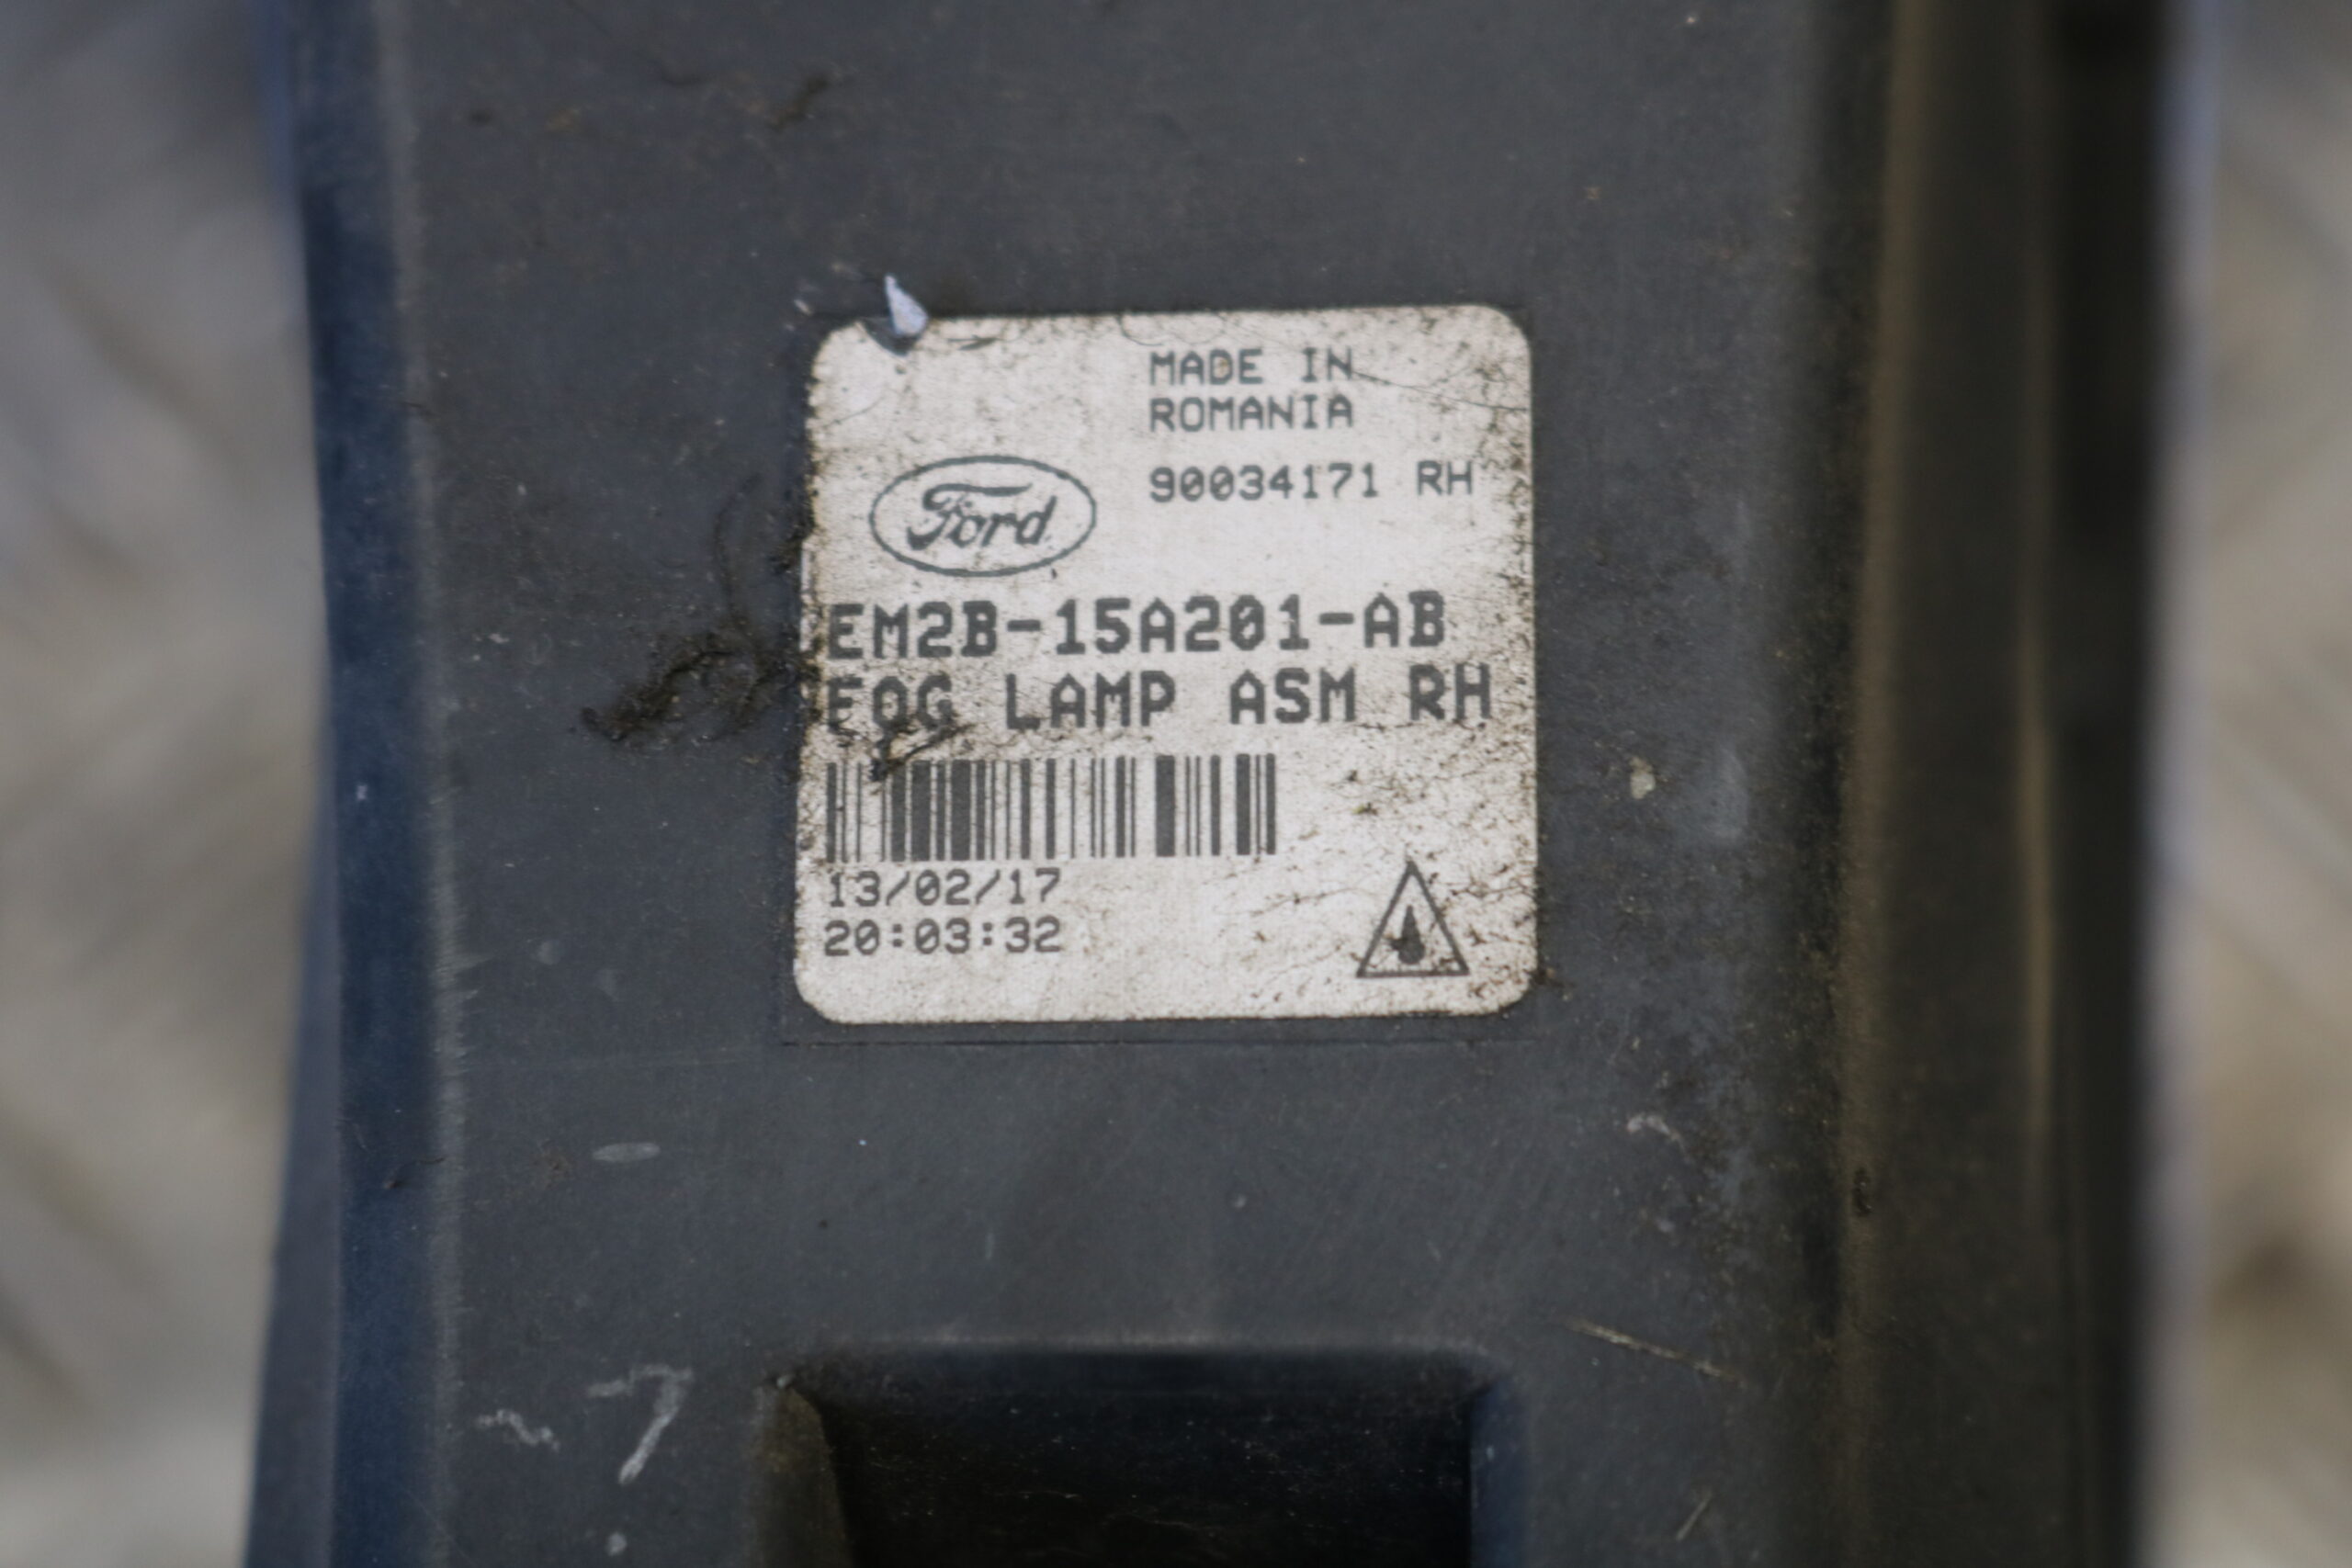 MADE IN
ROMANIA
90034171 RH
Ford
EM2B-15A201-AB
FOG LAMP ASM RH
13/02/17
20:03:32